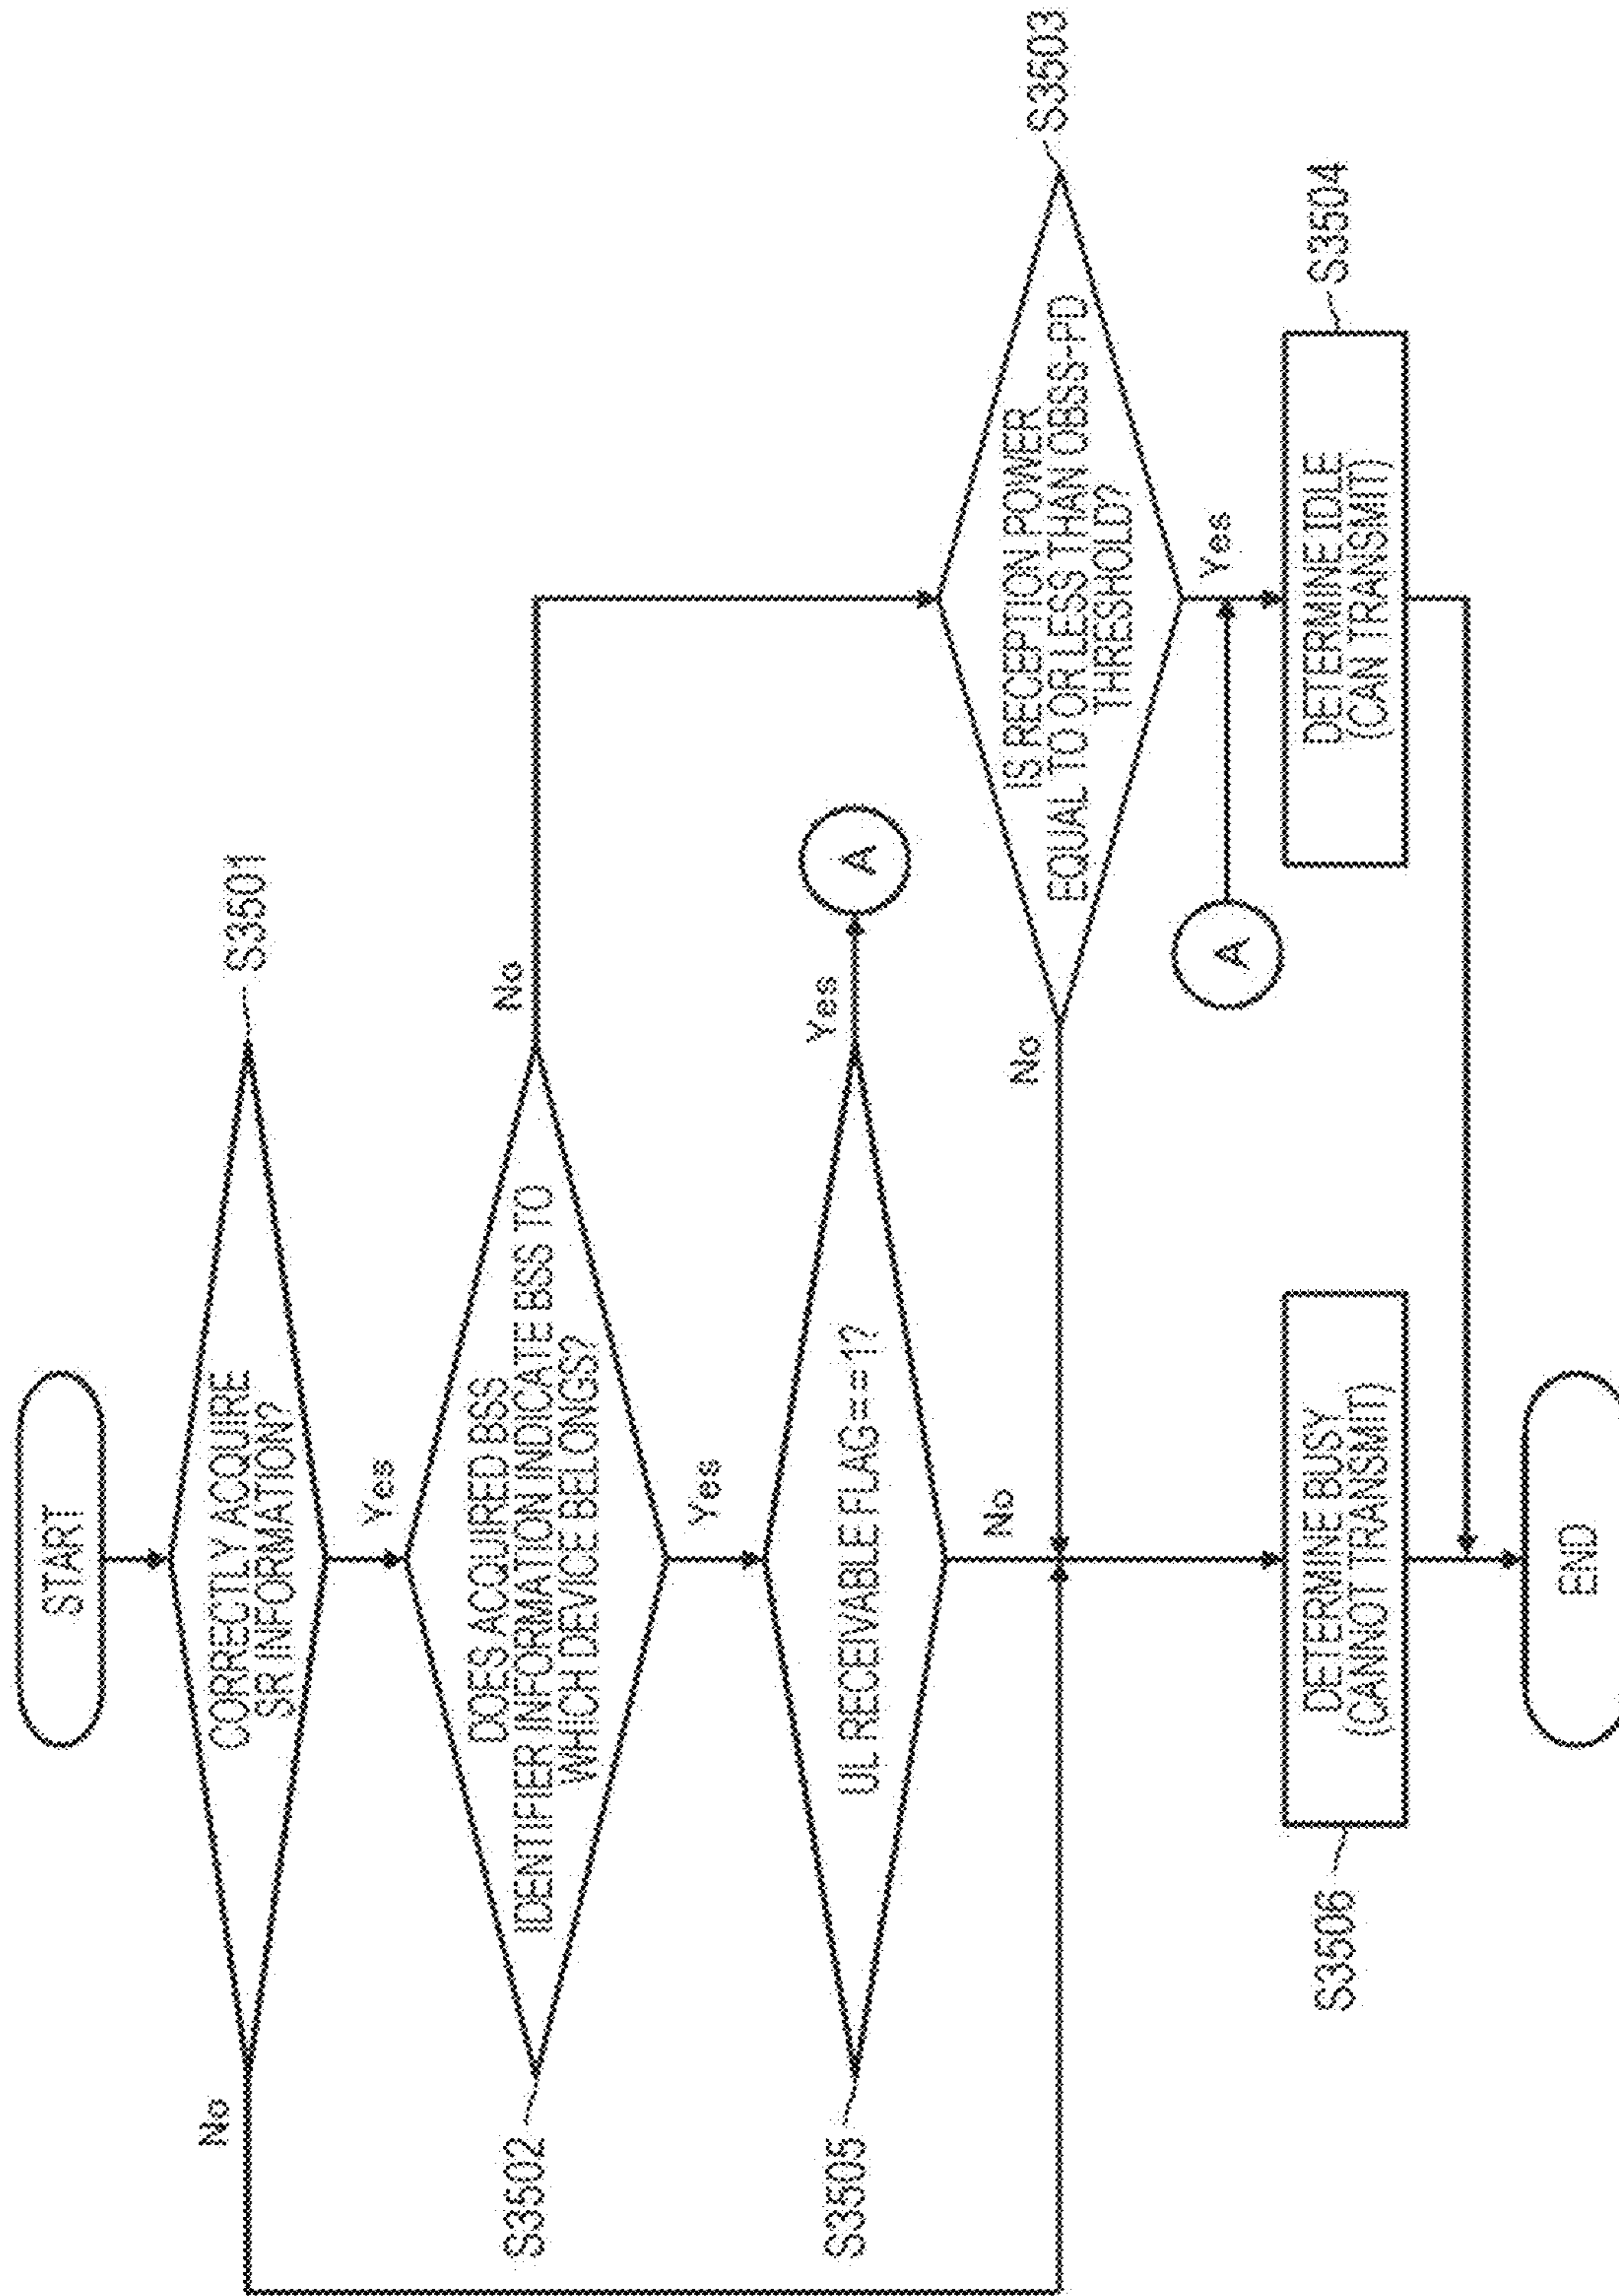 START
CORRECTLY ACQUIRE
SR INFORMATION?
S3501
No
Yes
DOES ACQUIRED BSS
IDENTIFIER INFORMATION INDICATE BSS TO
WHICH DEVICE BELONGS?
S3502
No
Yes
UL RECEIVABLE FLAG==1?
S3505
Yes
A
No
IS RECEPTION POWER
EQUAL TO OR LESS THAN OBSS-PD
THRESHOLD?
S3503
No
Yes
A
DETERMINE BUSY
(CANNOT TRANSMIT)
S3506
DETERMINE IDLE
(CAN TRANSMIT)
S3504
END